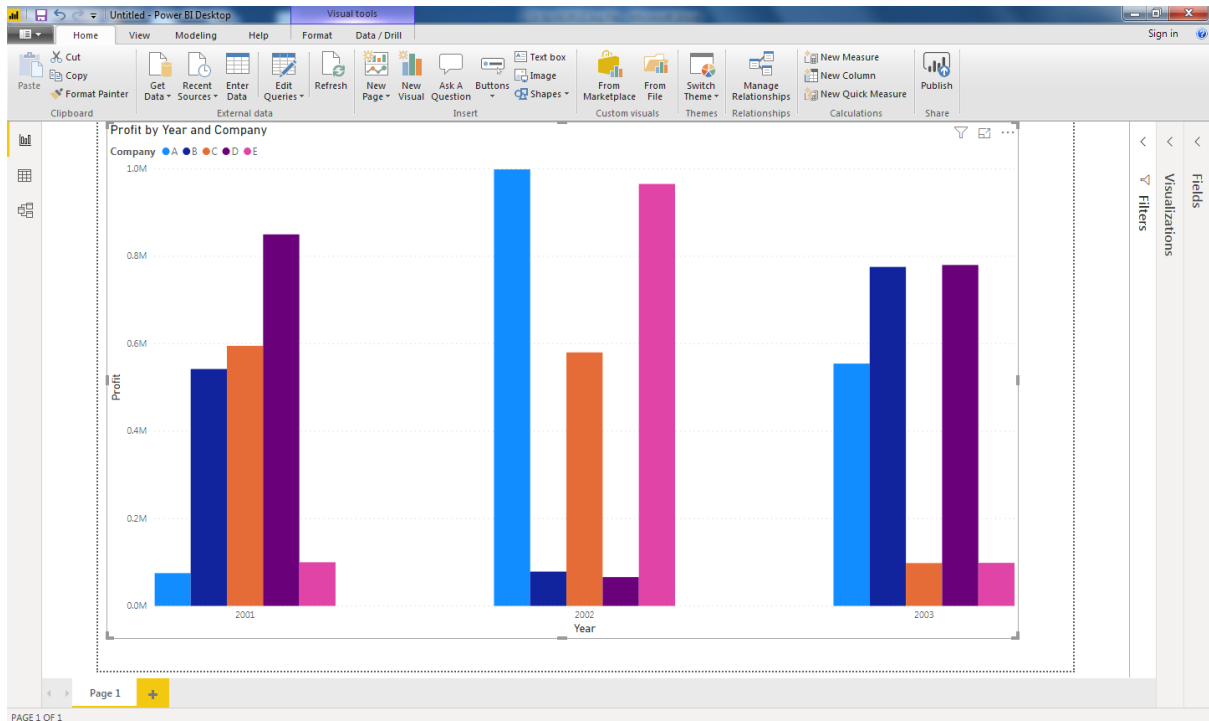 Untitled - Power BI Desktop
Visual tools
Home View Modeling Help Format Data / Drill
Sign in
Paste
Cut
Copy
Format Painter
Clipboard
Get Data
Recent Sources
Enter Data
Edit Queries
Refresh
External data
New Page
New Visual
Ask A Question
Buttons
Text box
Image
Shapes
Insert
From Marketplace
From File
Custom visuals
Switch Theme
Themes
Manage Relationships
Relationships
New Measure
New Column
New Quick Measure
Calculations
Publish
Share
Profit by Year and Company
Company A B C D E
1.0M
0.8M
0.6M
0.4M
0.2M
0.0M
Profit
2001 2002 2003
Year
Filters
Visualizations
Fields
Page 1
PAGE 1 OF 1